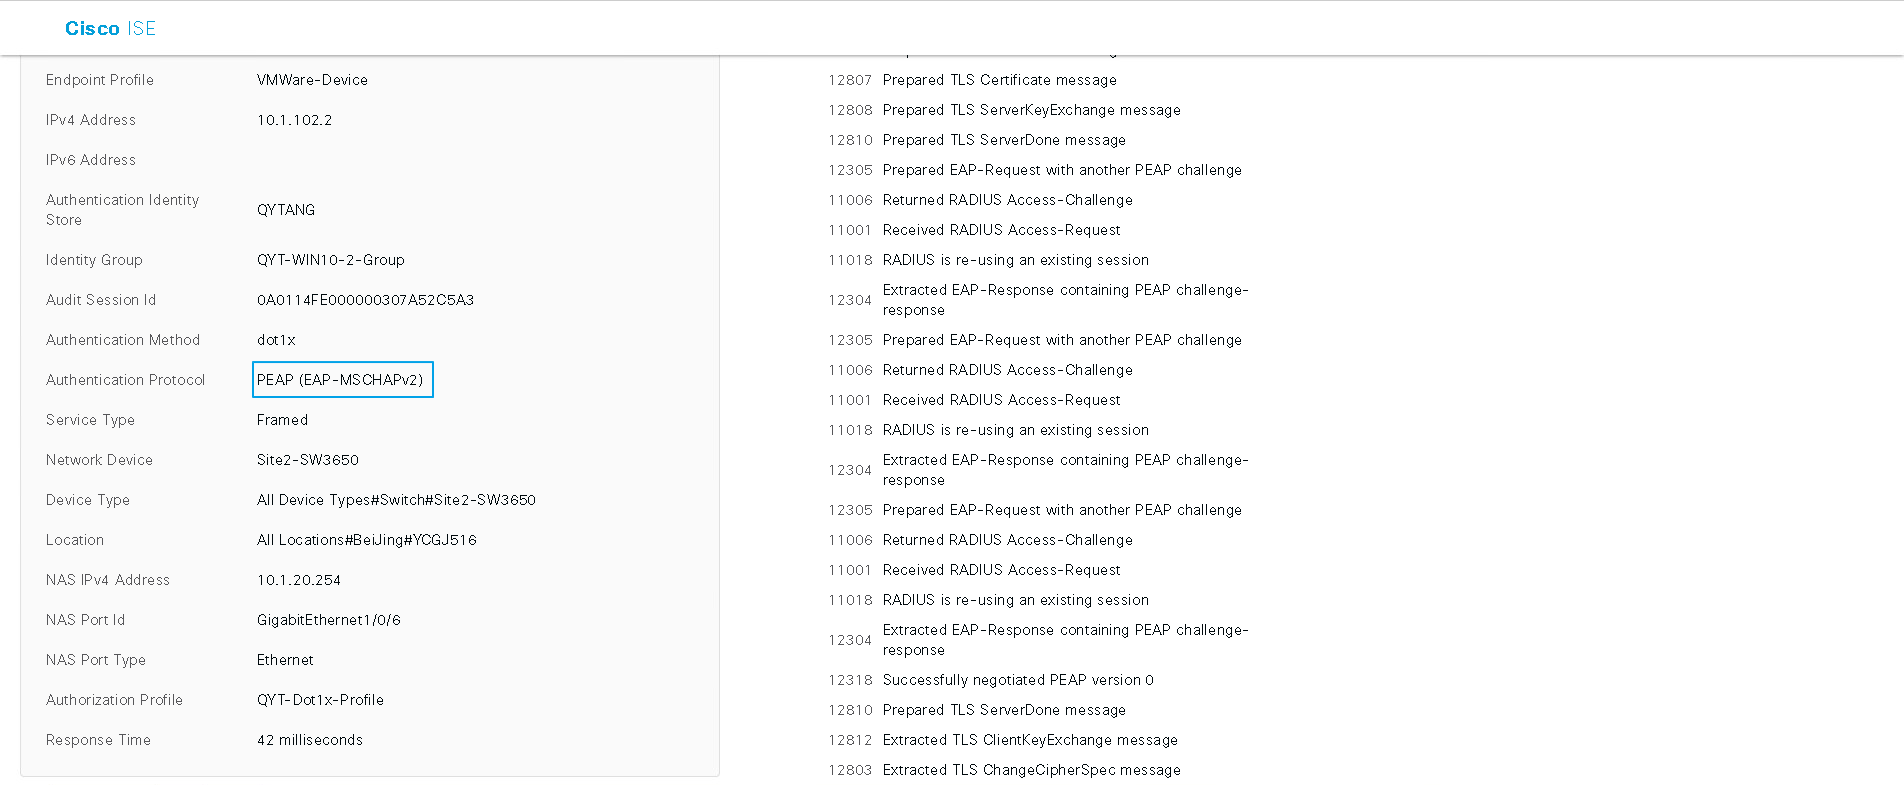 Cisco ISE
Endpoint Profile VMWare-Device
IPv4 Address 10.1.102.2
IPv6 Address
Authentication Identity
Store
QYTANG
Identity Group QYT-WIN10-2-Group
Audit Session Id 0A0114FE000000307A52C5A3
Authentication Method dot1x
Authentication Protocol PEAP (EAP-MSCHAPv2)
Service Type Framed
Network Device Site2-SW3650
Device Type All Device Types#Switch#Site2-SW3650
Location All Locations#BeiJing#YCGJ516
NAS IPv4 Address 10.1.20.254
NAS Port Id GigabitEthernet1/0/6
NAS Port Type Ethernet
Authorization Profile QYT-Dot1x-Profile
Response Time 42 milliseconds
12807 Prepared TLS Certificate message
12808 Prepared TLS ServerKeyExchange message
12810 Prepared TLS ServerDone message
12305 Prepared EAP-Request with another PEAP challenge
11006 Returned RADIUS Access-Challenge
11001 Received RADIUS Access-Request
11018 RADIUS is re-using an existing session
12304 Extracted EAP-Response containing PEAP challenge-
response
12305 Prepared EAP-Request with another PEAP challenge
11006 Returned RADIUS Access-Challenge
11001 Received RADIUS Access-Request
11018 RADIUS is re-using an existing session
12304 Extracted EAP-Response containing PEAP challenge-
response
12305 Prepared EAP-Request with another PEAP challenge
11006 Returned RADIUS Access-Challenge
11001 Received RADIUS Access-Request
11018 RADIUS is re-using an existing session
12304 Extracted EAP-Response containing PEAP challenge-
response
12318 Successfully negotiated PEAP version 0
12810 Prepared TLS ServerDone message
12812 Extracted TLS ClientKeyExchange message
12803 Extracted TLS ChangeCipherSpec message